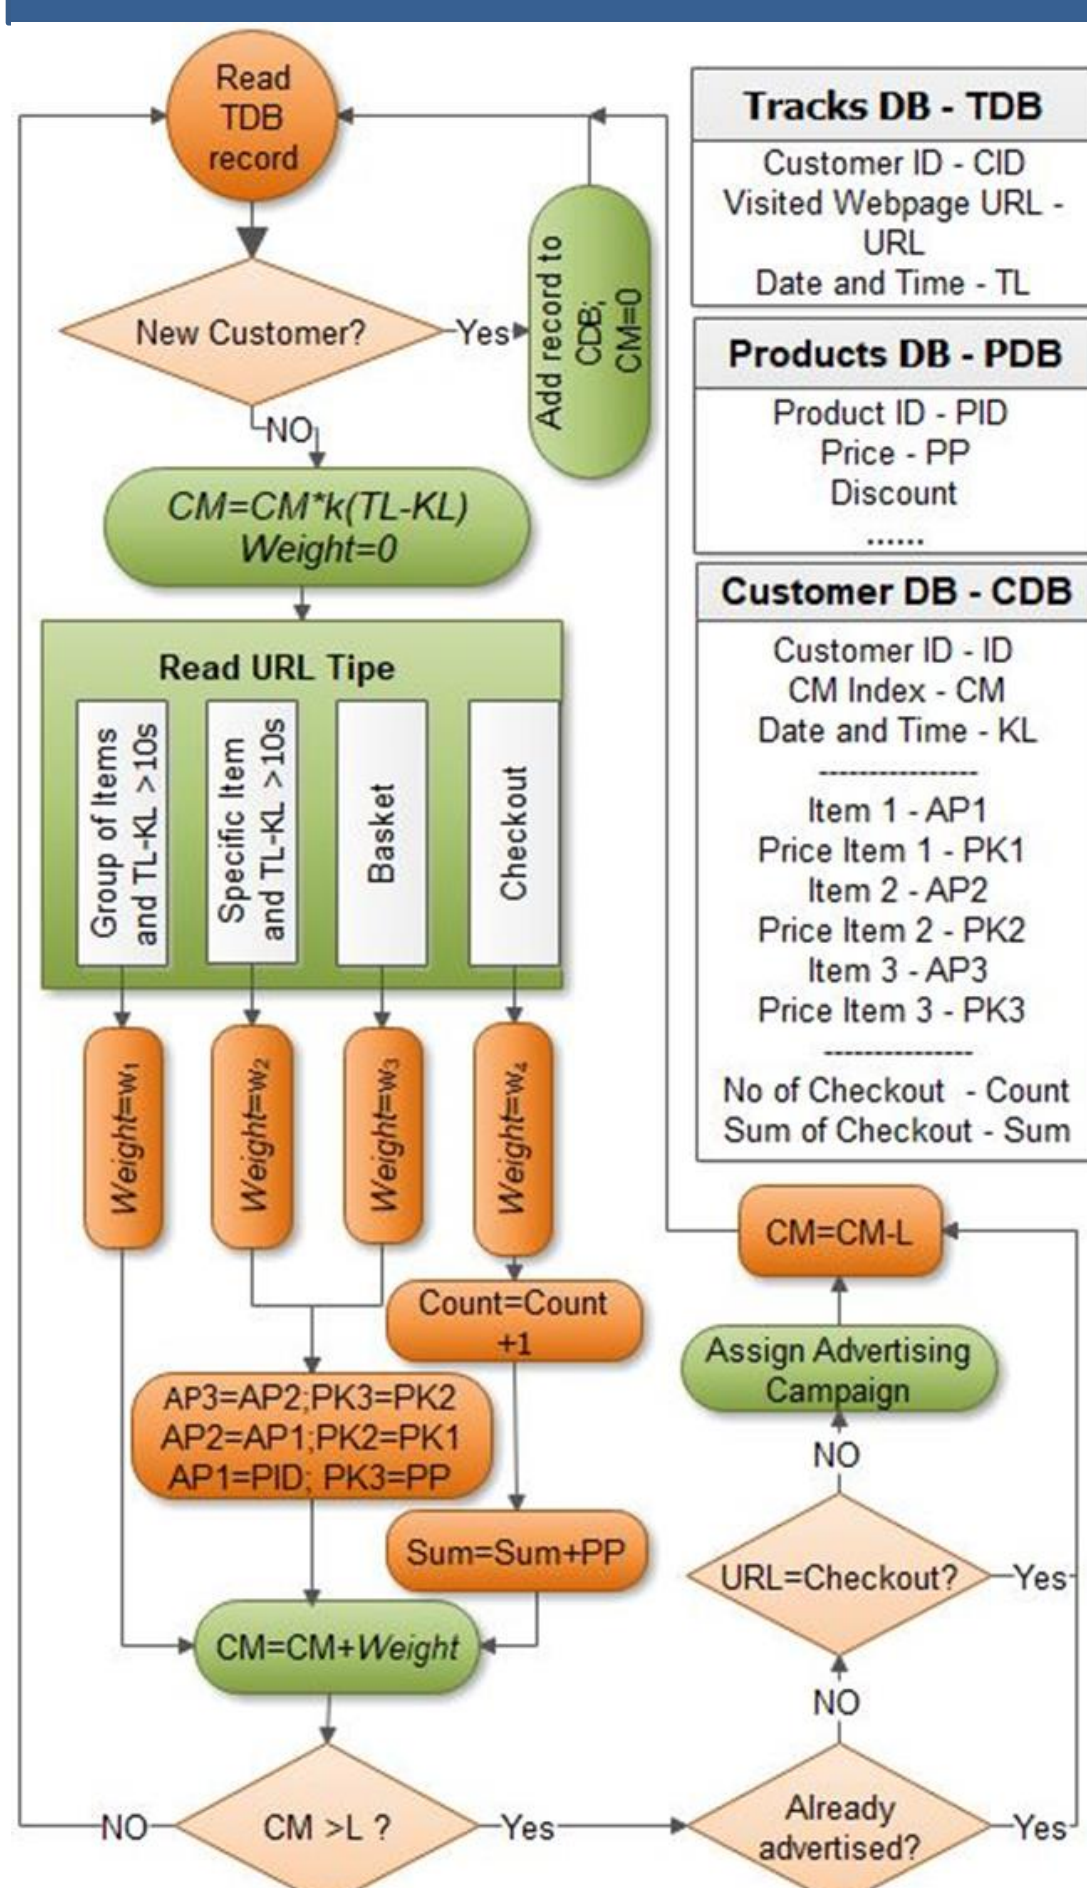 Read
TDB
record
New Customer?
Yes
Add record to
CDB;
CM=0
NO
CM=CM*k(TL-KL)
Weight=0
Read URL Tipe
Group of Items
and TL-KL >10s
Specific Item
and TL-KL >10s
Basket
Checkout
Weight=w1
Weight=w2
Weight=w3
Weight=w4
Count=Count
+1
AP3=AP2;PK3=PK2
AP2=AP1;PK2=PK1
AP1=PID; PK3=PP
Sum=Sum+PP
CM=CM+Weight
CM >L ?
NO
Yes
Already
advertised?
Yes
NO
URL=Checkout?
Yes
NO
Assign Advertising
Campaign
CM=CM-L
Tracks DB - TDB
Customer ID - CID
Visited Webpage URL -
URL
Date and Time - TL
Products DB - PDB
Product ID - PID
Price - PP
Discount
......
Customer DB - CDB
Customer ID - ID
CM Index - CM
Date and Time - KL
----------------
Item 1 - AP1
Price Item 1 - PK1
Item 2 - AP2
Price Item 2 - PK2
Item 3 - AP3
Price Item 3 - PK3
---------------
No of Checkout - Count
Sum of Checkout - Sum